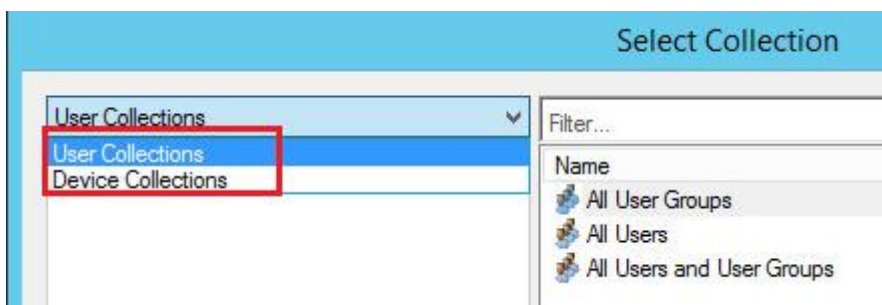 Select Collection
User Collections
User Collections
Device Collections
Filter...
Name
All User Groups
All Users
All Users and User Groups